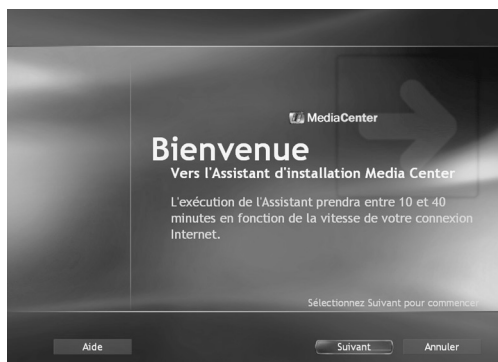 MediaCenter
Bienvenue
Vers l'Assistant d'installation Media Center
L'exécution de l'Assistant prendra entre 10 et 40
minutes en fonction de la vitesse de votre connexion
Internet.
Sélectionnez Suivant pour commencer
Aide
Suivant
Annuler